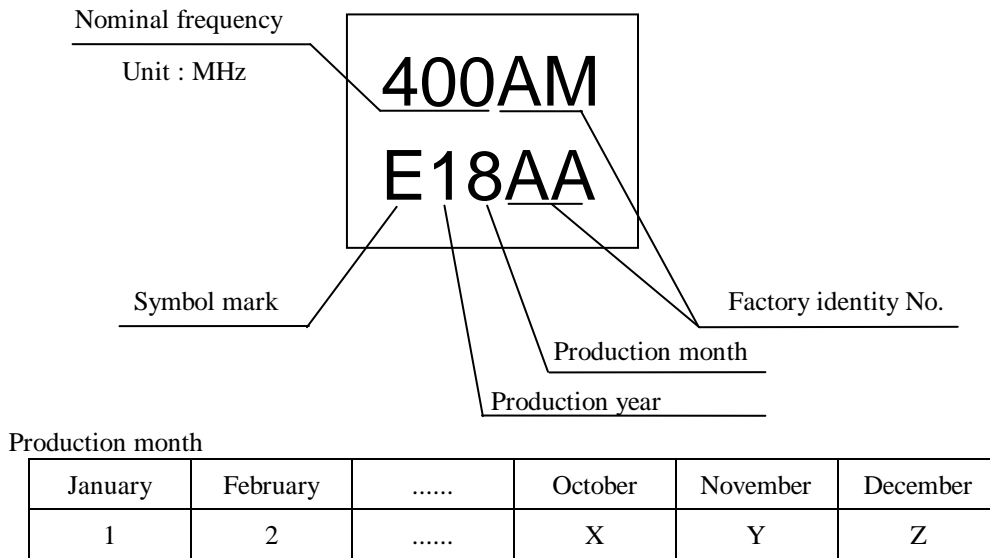 Nominal frequency
Unit : MHz
400AM
E18AA
Symbol mark
Factory identity No.
Production month
Production year
Production month
January February ...... October November December
1 2 ...... X Y Z